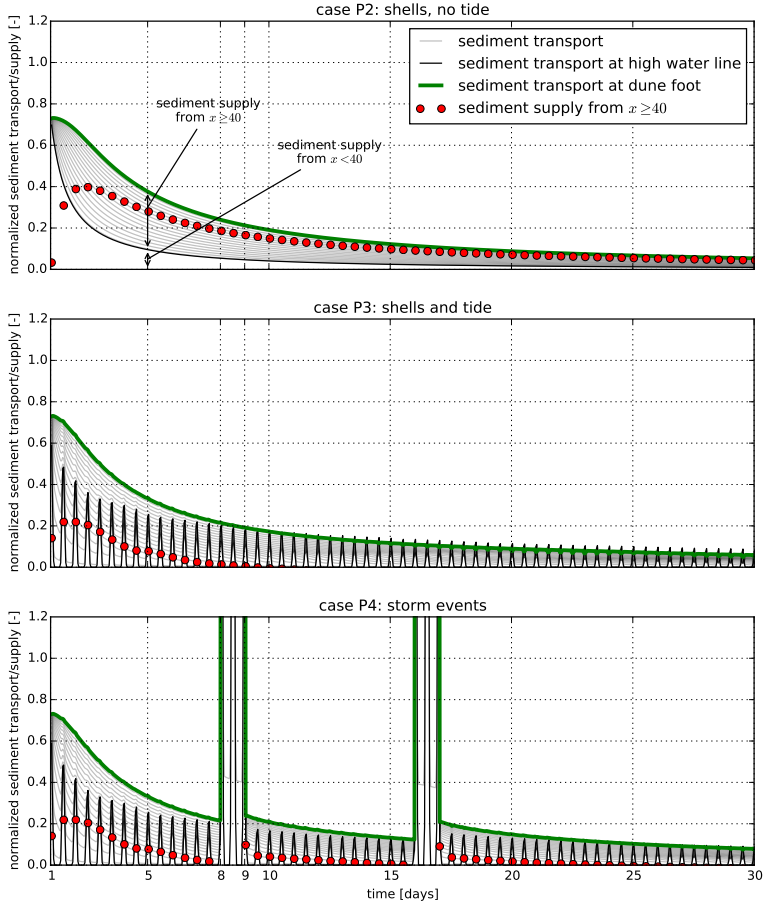 case P2: shells, no tide
normalized sediment transport/supply [-]
1.2
1.0
0.8
0.6
0.4
0.2
0.0
sediment transport
sediment transport at high water line
sediment transport at dune foot
sediment supply from x ≥40
sediment supply
from x ≥40
sediment supply
from x <40
case P3: shells and tide
normalized sediment transport/supply [-]
1.2
1.0
0.8
0.6
0.4
0.2
0.0
case P4: storm events
normalized sediment transport/supply [-]
1.2
1.0
0.8
0.6
0.4
0.2
0.0
1 5 8 9 10 15 20 25 30
time [days]